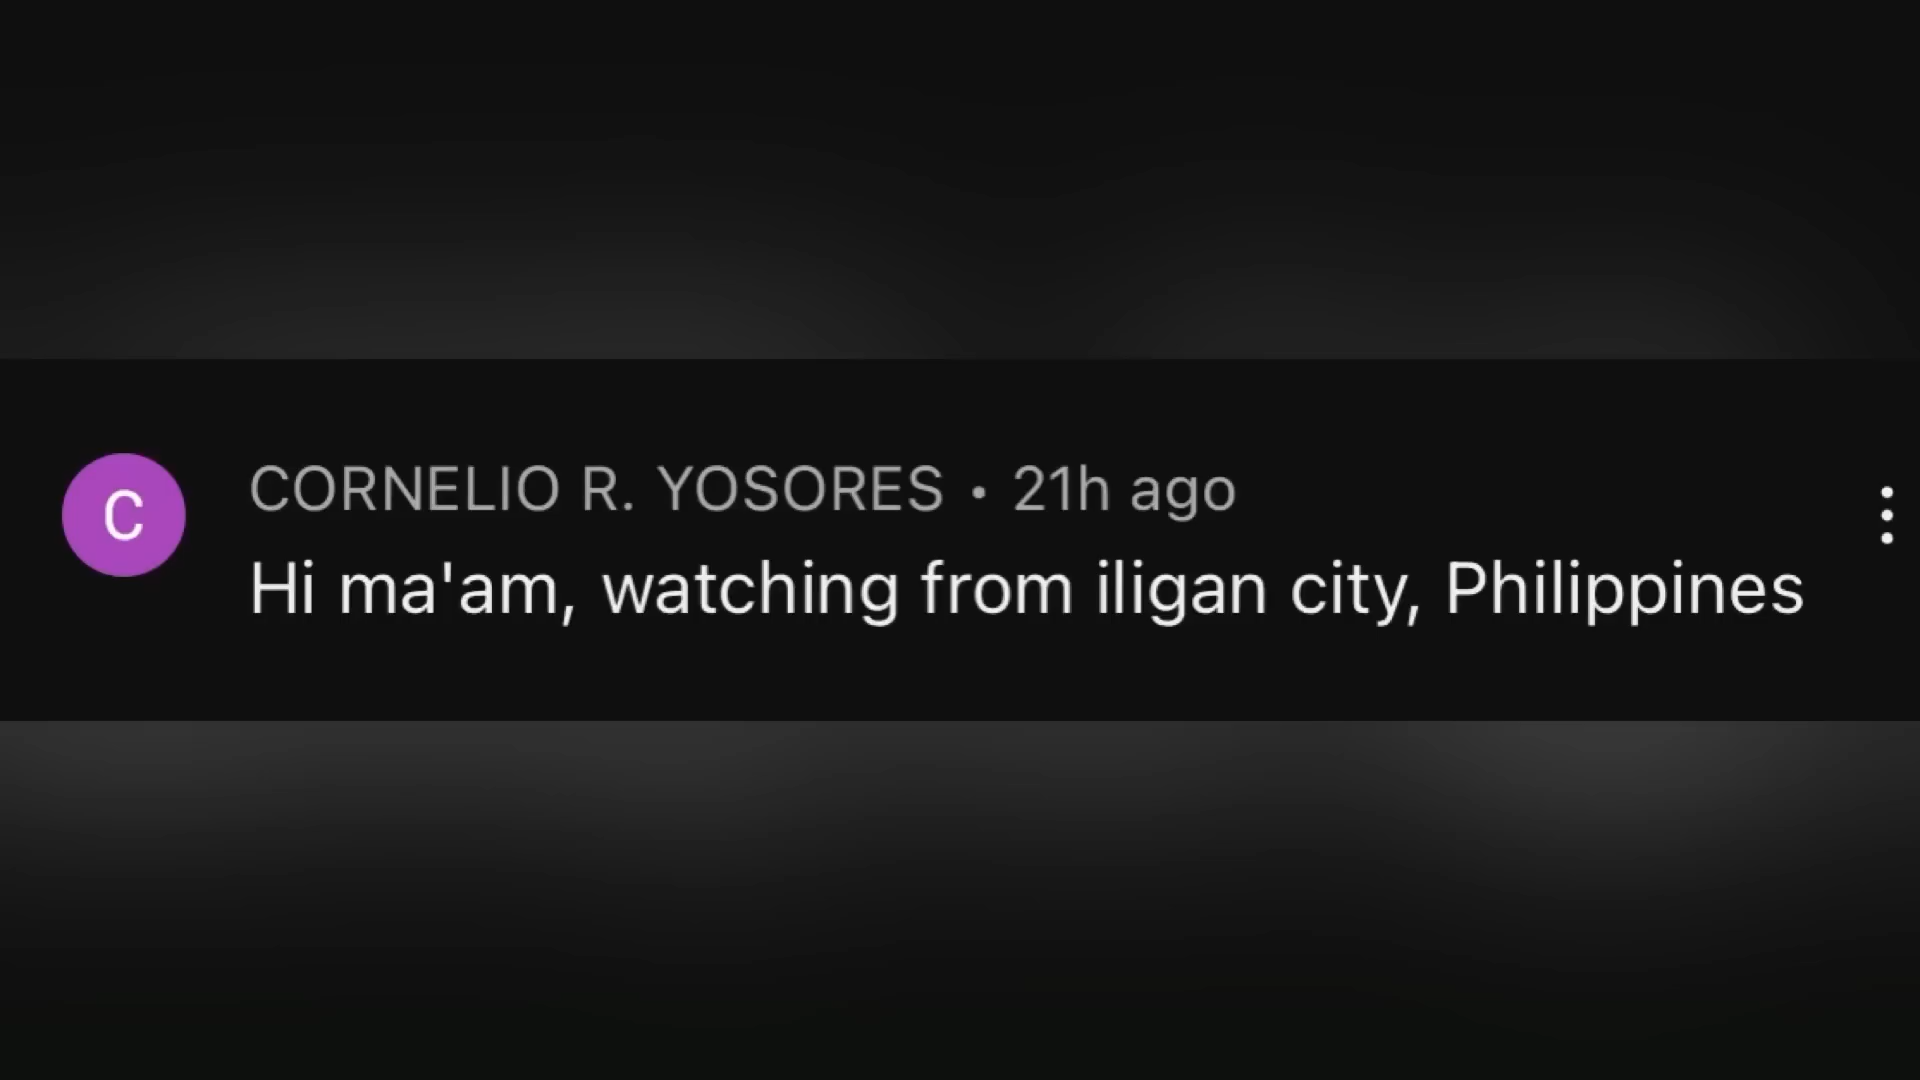 C
CORNELIO R. YOSORES • 21h ago
Hi ma'am, watching from iligan city, Philippines